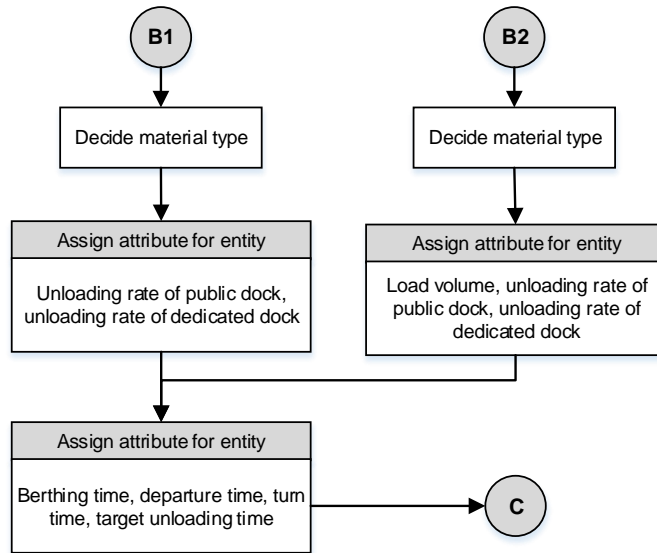 B1
B2
Decide material type
Decide material type
Assign attribute for entity
Unloading rate of public dock,
unloading rate of dedicated dock
Assign attribute for entity
Load volume, unloading rate of
public dock, unloading rate of
dedicated dock
Assign attribute for entity
Berthing time, departure time, turn
time, target unloading time
C